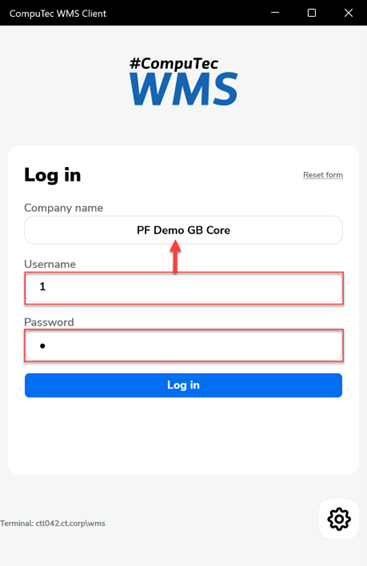 CompuTec WMS Client
#CompuTec
WMS
Log in
Reset form
Company name
PF Demo GB Core
Username
1
Password
●
Log in
Terminal: ctl042.ct.corp\wms